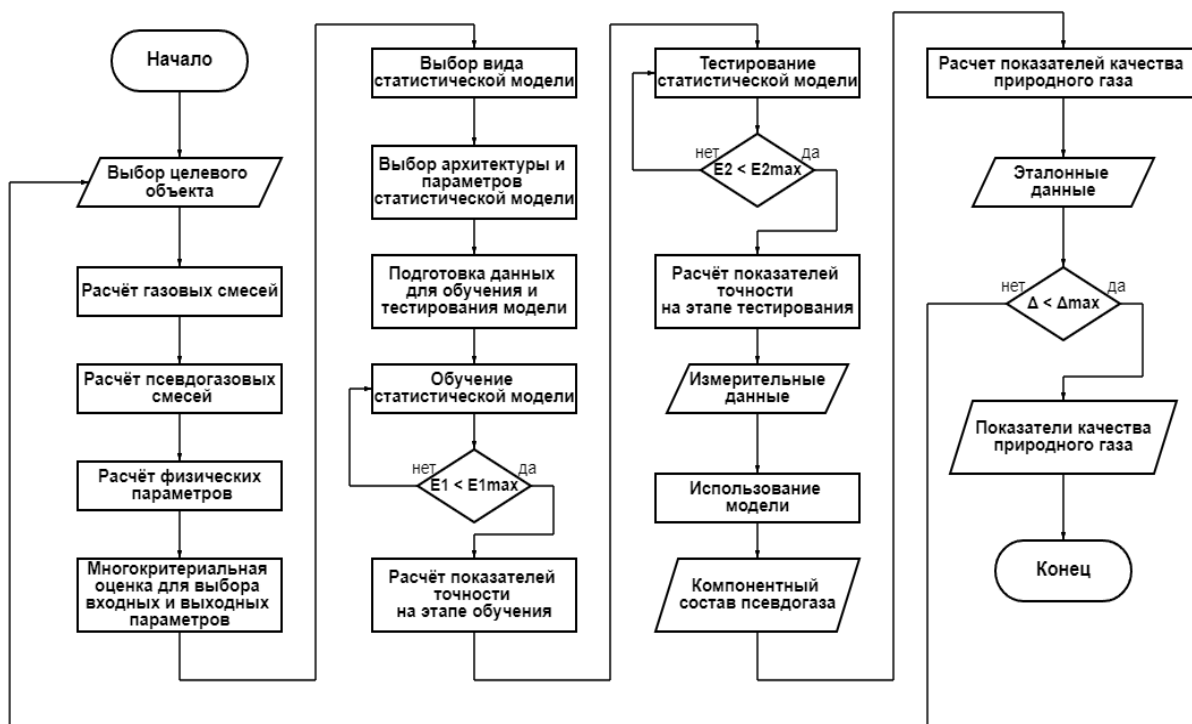 Начало
Выбор целевого
объекта
Расчёт газовых смесей
Расчёт псевдогазовых
смесей
Расчёт физических
параметров
Многокритериальная
оценка для выбора
входных и выходных
параметров
Выбор вида
статистической модели
Выбор архитектуры и
параметров
статистической модели
Подготовка данных
для обучения и
тестирования модели
Обучение
статистической модели
нет
да
E1 < E1max
Расчёт показателей
точности
на этапе обучения
Тестирование
статистической модели
нет
да
E2 < E2max
Расчёт показателей
точности
на этапе тестирования
Измерительные
данные
Использование
модели
Компонентный
состав псевдогаза
Расчет показателей качества
природного газа
Эталонные
данные
нет
да
Δ < Δmax
Показатели качества
природного газа
Конец